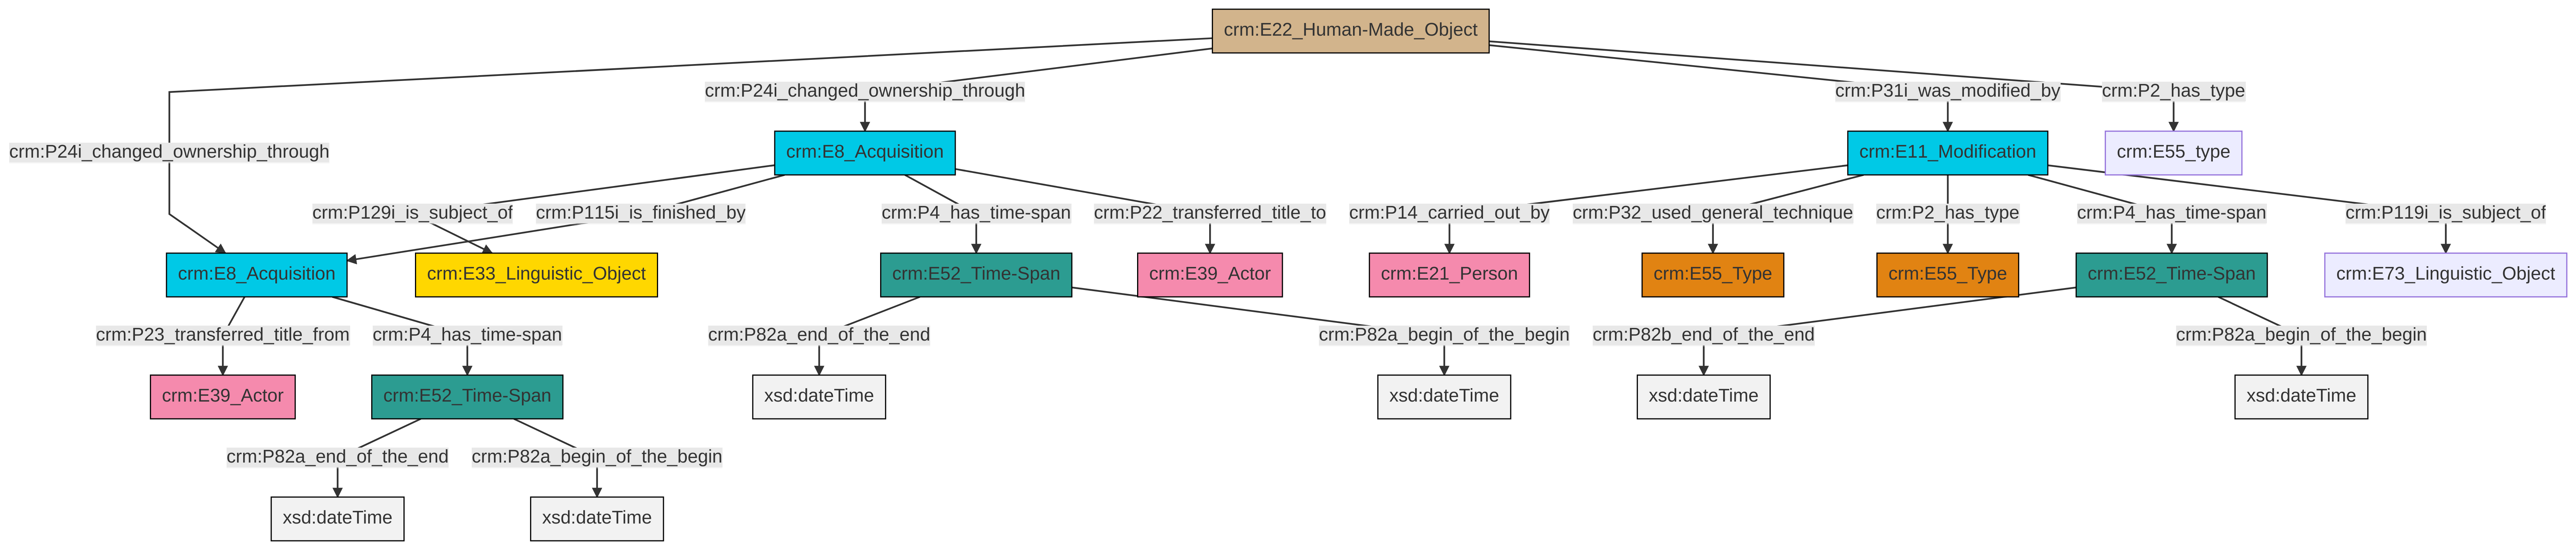 crm:E22_Human-Made_Object
crm:P24i_changed_ownership_through
crm:P31i_was_modified_by
crm:P2_has_type
crm:P24i_changed_ownership_through
crm:E8_Acquisition
crm:E11_Modification
crm:E55_type
crm:P129i_is_subject_of
crm:P115i_is_finished_by
crm:P4_has_time-span
crm:P22_transferred_title_to
crm:P14_carried_out_by
crm:P32_used_general_technique
crm:P2_has_type
crm:P4_has_time-span
crm:P119i_is_subject_of
crm:E8_Acquisition
crm:E33_Linguistic_Object
crm:E52_Time-Span
crm:E39_Actor
crm:E21_Person
crm:E55_Type
crm:E55_Type
crm:E52_Time-Span
crm:E73_Linguistic_Object
crm:P23_transferred_title_from
crm:P4_has_time-span
crm:P82a_end_of_the_end
crm:P82a_begin_of_the_begin
crm:P82b_end_of_the_end
crm:P82a_begin_of_the_begin
crm:E39_Actor
crm:E52_Time-Span
xsd:dateTime
xsd:dateTime
xsd:dateTime
xsd:dateTime
crm:P82a_end_of_the_end
crm:P82a_begin_of_the_begin
xsd:dateTime
xsd:dateTime